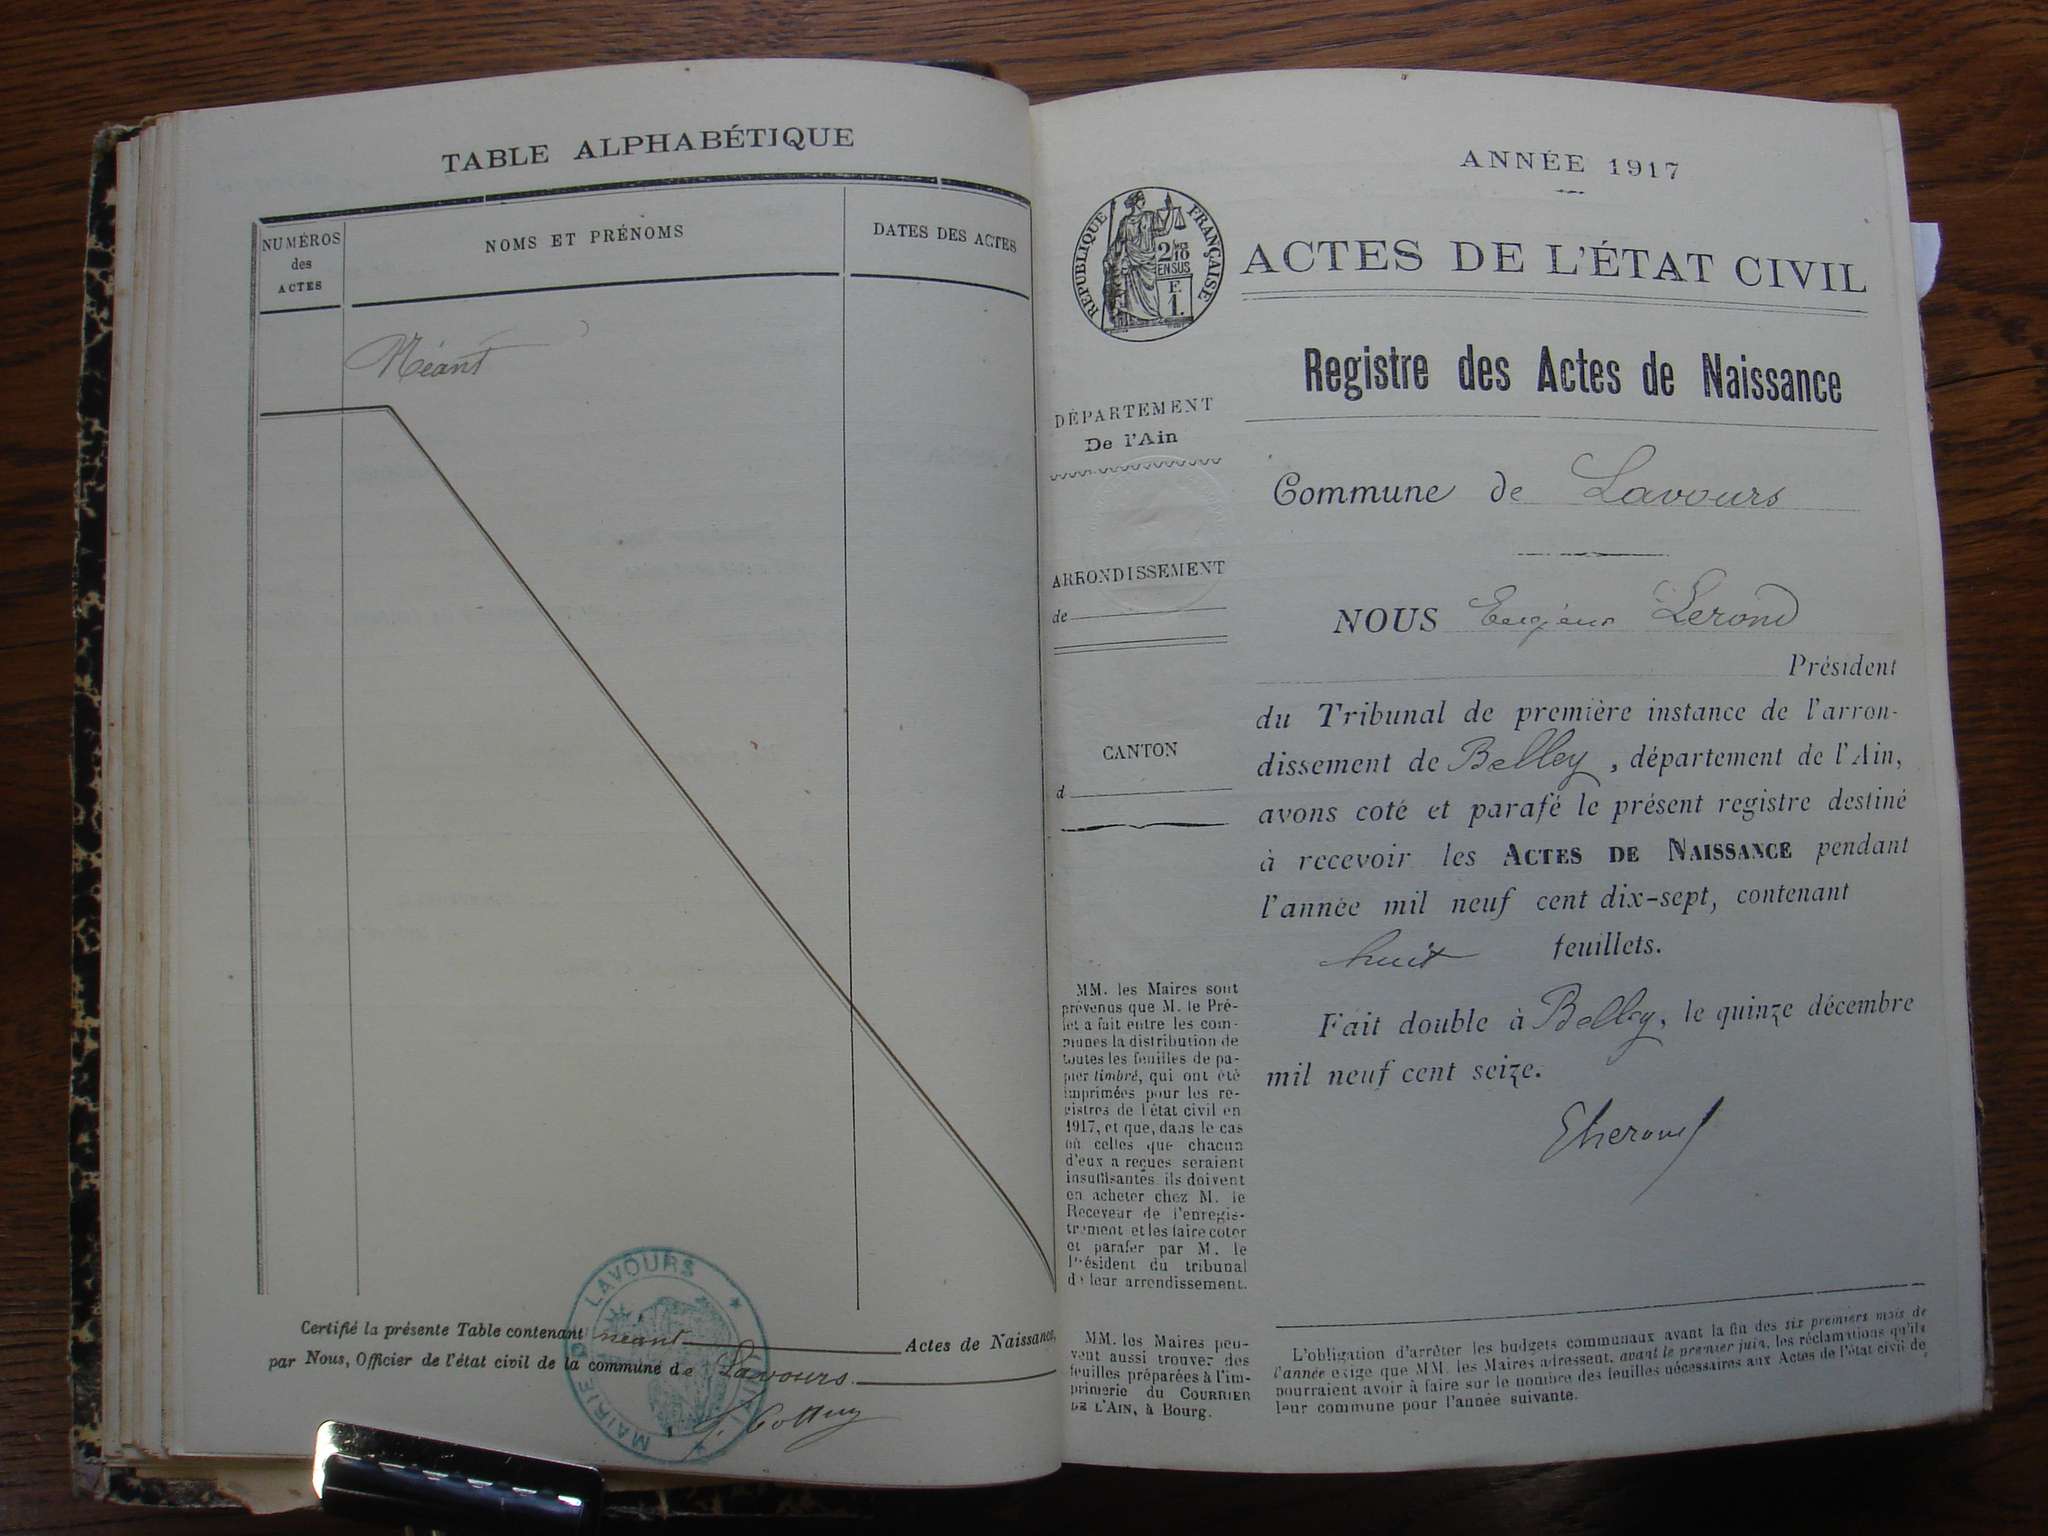 TABLE ALPHABÉTIQUE
NUMÉROS
des
ACTES
NOMS ET PRÉNOMS
DATES DES ACTES
Néant
Certifié la présente Table contenant néant Actes de Naissance,
par Nous, Officier de l'état civil de la commune de Lavours
MAIRIE DE LAVOURS * (AIN) *
ANNÉE 1917
RÉPUBLIQUE FRANÇAISE
2/10
EN SUS
F.
1.
ACTES DE L'ÉTAT CIVIL
Registre des Actes de Naissance
DÉPARTEMENT
De l'Ain
Commune de Lavours
ARRONDISSEMENT
de
NOUS Eugène Lerond
Président
du Tribunal de première instance de l'arron-
dissement de Belley, département de l'Ain,
CANTON
d
avons coté et parafé le présent registre destiné
à recevoir les ACTES DE NAISSANCE pendant
l'année mil neuf cent dix-sept, contenant
huit feuillets.
Fait double à Belley, le quinze décembre
mil neuf cent seize.
MM. les Maires sont
prévenus que M. le Pré-
fet a fait entre les com-
munes la distribution de
toutes les feuilles de pa-
pier timbré, qui ont été
imprimées pour les re-
gistres de l'état civil en
1917, et que, dans le cas
où celles que chacun
d'eux a reçues seraient
insuffisantes ils doivent
en acheter chez M. le
Receveur de l'enregis-
trement et les faire coter
et parafer par M. le
Président du tribunal
de leur arrondissement.
MM. les Maires peu-
vent aussi trouver des
feuilles préparées à l'im-
primerie du COURRIER
DE L'AIN, à Bourg.
L'obligation d'arrêter les budgets communaux avant la fin des six premiers mois de
l'année exige que MM. les Maires adressent, avant le premier juin, les réclamations qu'ils
pourraient avoir à faire sur le nombre des feuilles nécessaires aux Actes de l'état civil de
leur commune pour l'année suivante.